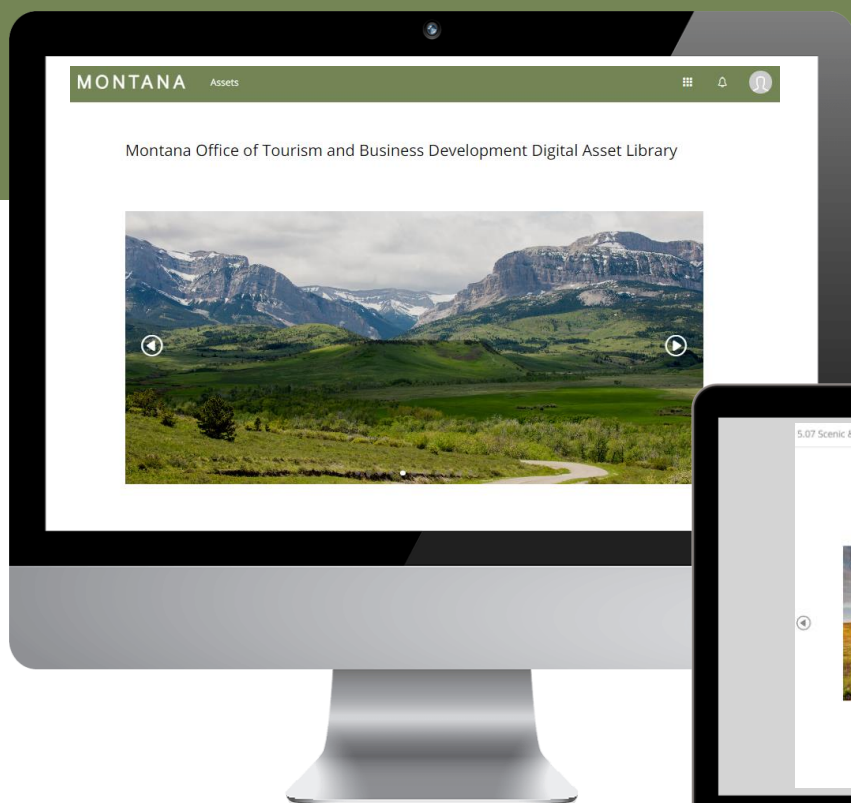 MONTANA Assets
Montana Office of Tourism and Business Development Digital Asset Library
5.07 Scenic &